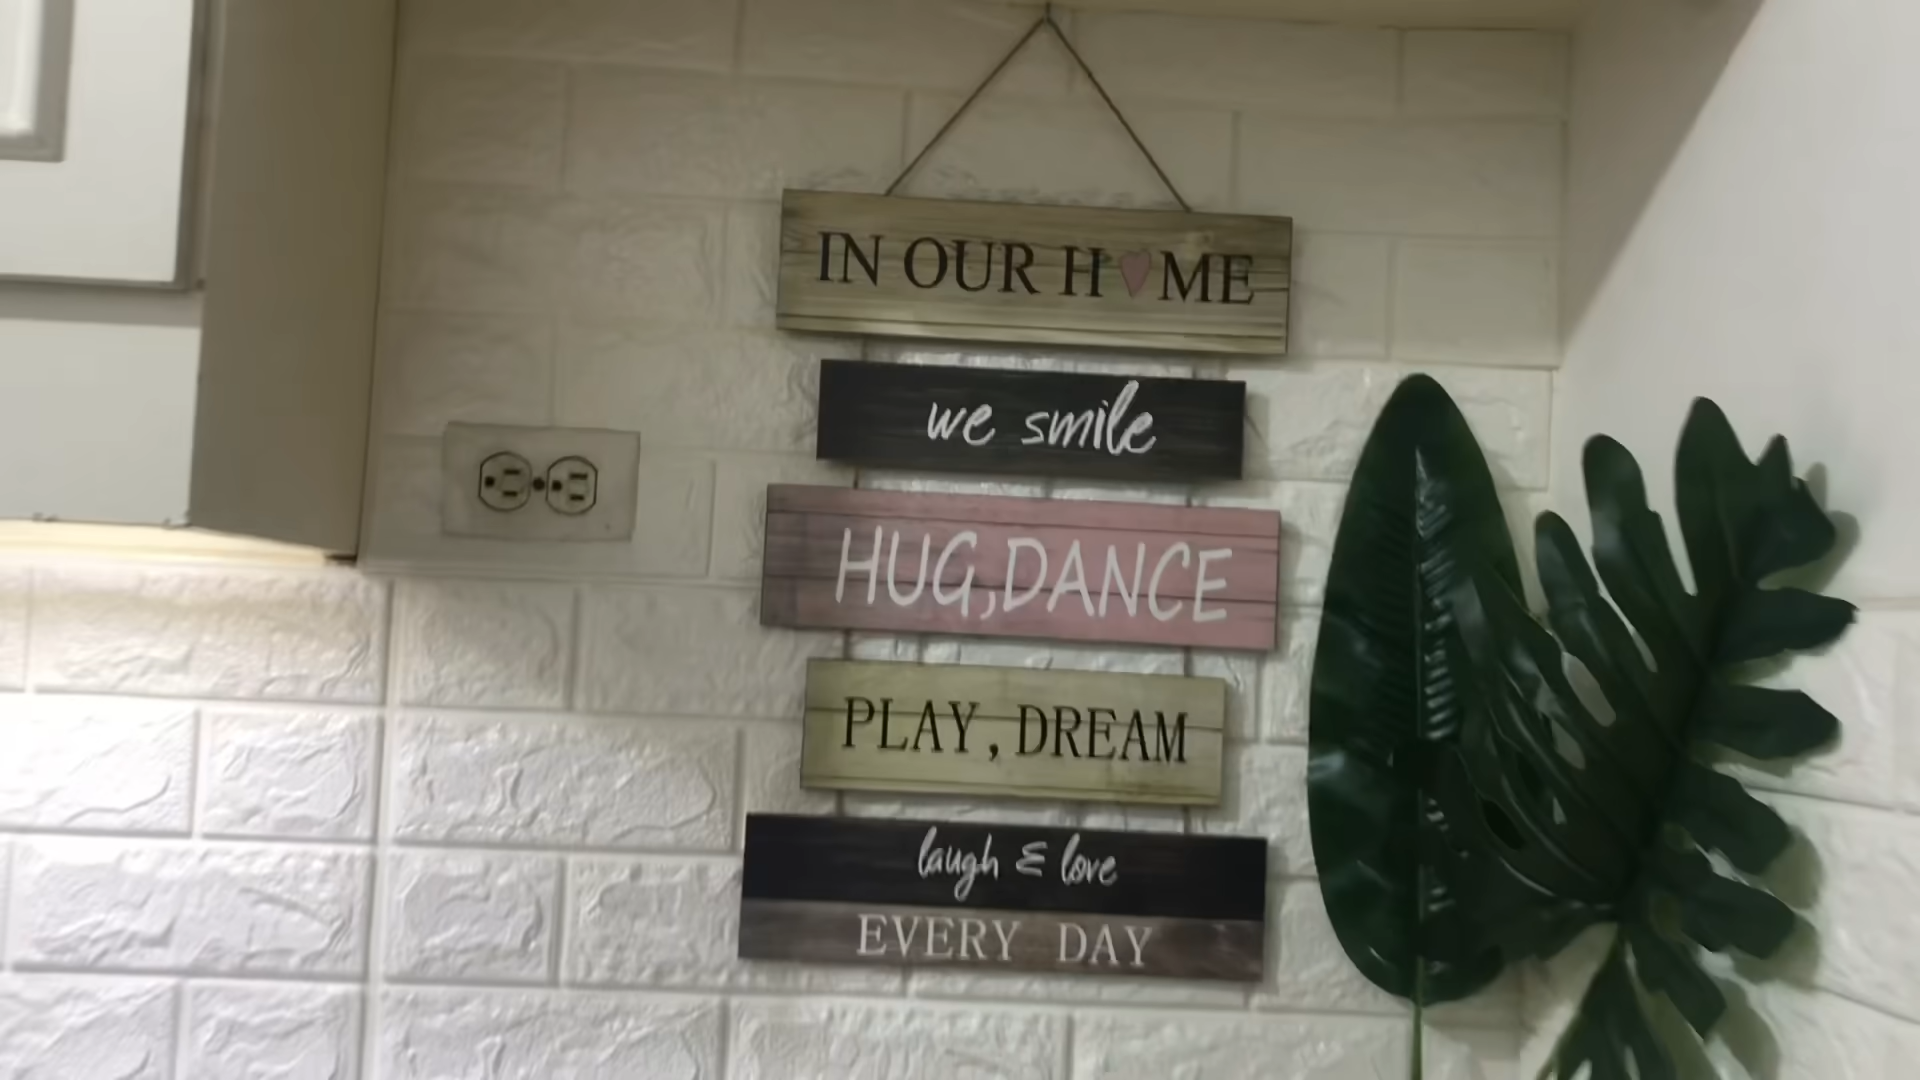 IN OUR H♥ME
we smile
HUG,DANCE
PLAY, DREAM
laugh & love
EVERY DAY